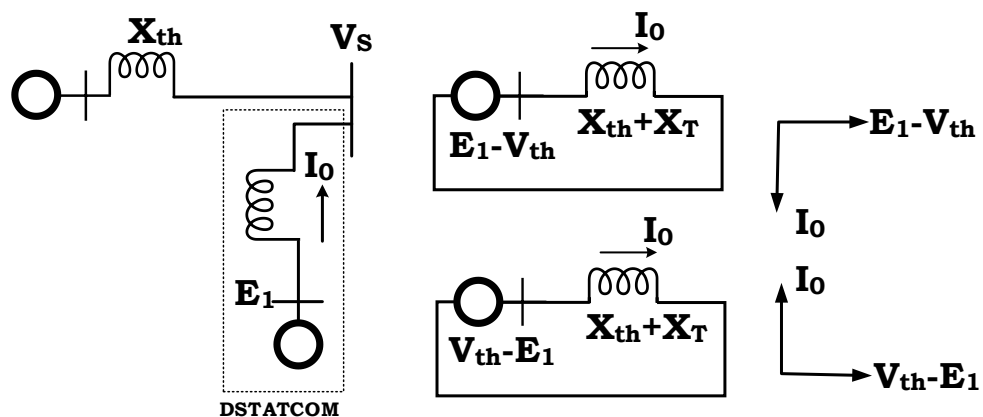 Xth
VS
I0
E1
DSTATCOM
I0
Xth+XT
E1-Vth
I0
Xth+XT
Vth-E1
E1-Vth
I0
I0
Vth-E1